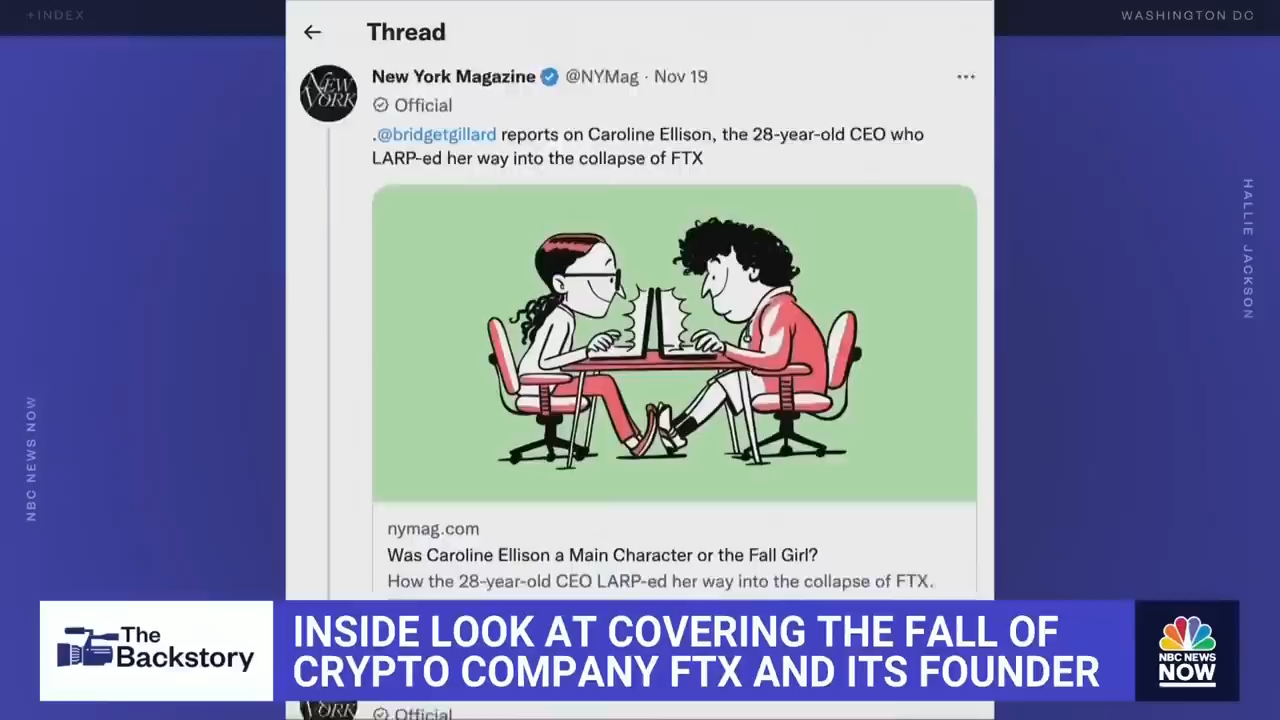 +INDEX
WASHINGTON DC
Thread
New York Magazine @NYMag · Nov 19
Official
.@bridgetgillard reports on Caroline Ellison, the 28-year-old CEO who
LARP-ed her way into the collapse of FTX
NEW
YORK
nymag.com
Was Caroline Ellison a Main Character or the Fall Girl?
How the 28-year-old CEO LARP-ed her way into the collapse of FTX.
NBC NEWS NOW
HALLIE JACKSON
The
Backstory
INSIDE LOOK AT COVERING THE FALL OF
CRYPTO COMPANY FTX AND ITS FOUNDER
NBC NEWS
NOW
YORK
Official